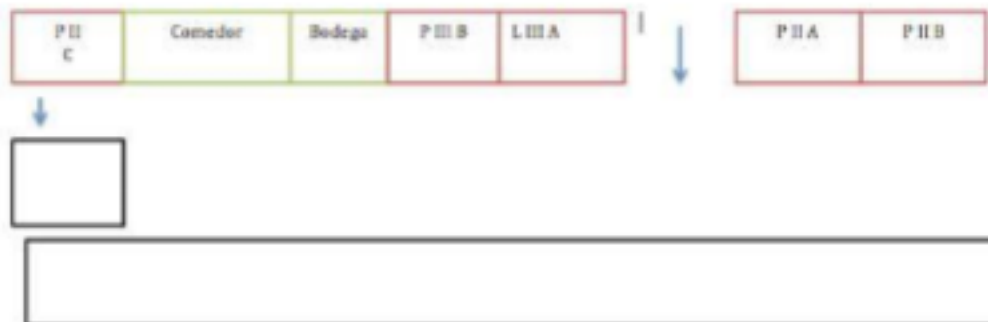 P II
C
Comedor
Bodega
P III B
L III A
P II A
P II B